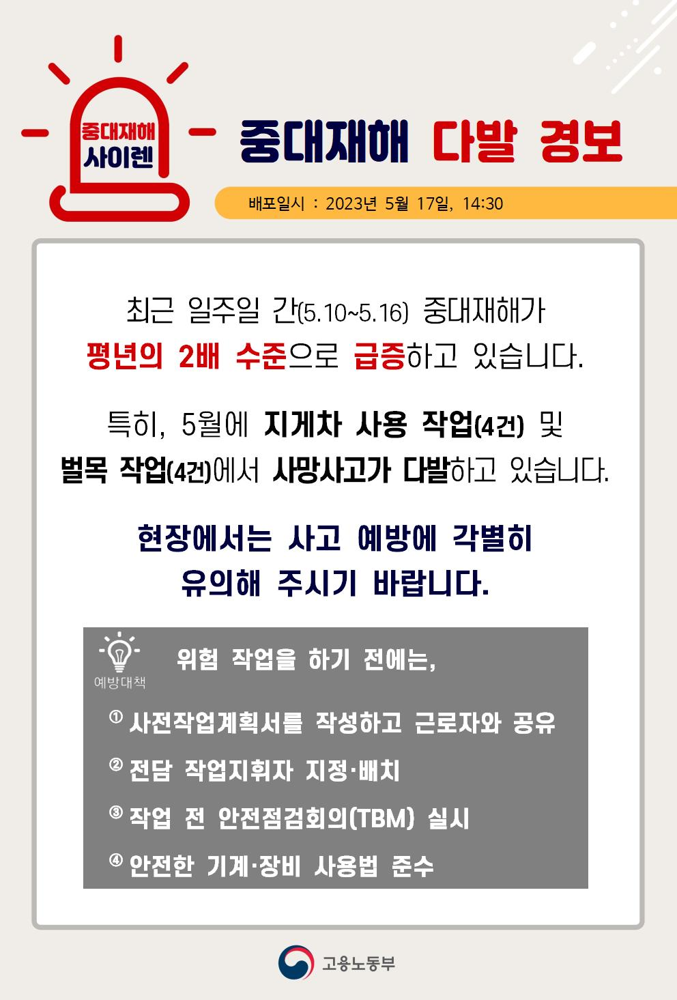 중대재해
사이렌
중대재해 다발 경보
배포일시 : 2023년 5월 17일, 14:30
최근 일주일 간(5.10~5.16) 중대재해가
평년의 2배 수준으로 급증하고 있습니다.
특히, 5월에 지게차 사용 작업(4건) 및
벌목 작업(4건)에서 사망사고가 다발하고 있습니다.
현장에서는 사고 예방에 각별히
유의해 주시기 바랍니다.
예방대책
위험 작업을 하기 전에는,
① 사전작업계획서를 작성하고 근로자와 공유
② 전담 작업지휘자 지정·배치
③ 작업 전 안전점검회의(TBM) 실시
④ 안전한 기계·장비 사용법 준수
고용노동부